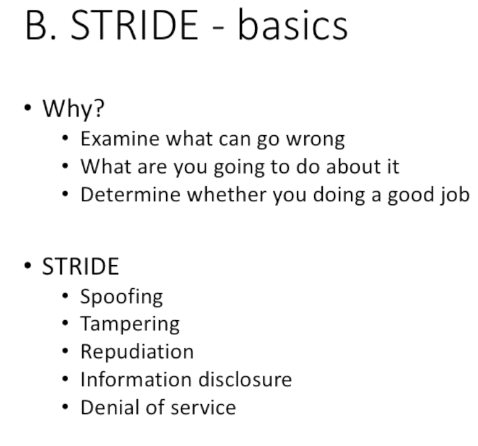 B. STRIDE - basics
• Why?
• Examine what can go wrong
• What are you going to do about it
• Determine whether you doing a good job
• STRIDE
• Spoofing
• Tampering
• Repudiation
• Information disclosure
• Denial of service